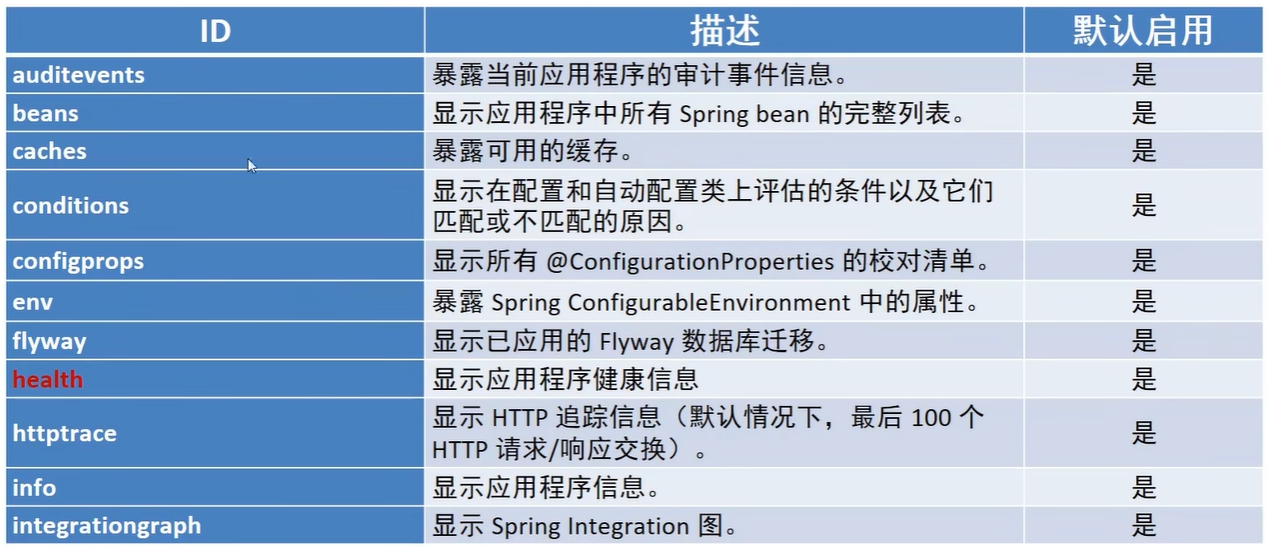 ID 描述 默认启用
auditevents 暴露当前应用程序的审计事件信息。 是
beans 显示应用程序中所有 Spring bean 的完整列表。 是
caches 暴露可用的缓存。 是
conditions 显示在配置和自动配置类上评估的条件以及它们
匹配或不匹配的原因。 是
configprops 显示所有 @ConfigurationProperties 的校对清单。 是
env 暴露 Spring ConfigurableEnvironment 中的属性。 是
flyway 显示已应用的 Flyway 数据库迁移。 是
health 显示应用程序健康信息 是
httptrace 显示 HTTP 追踪信息（默认情况下，最后 100 个
HTTP 请求/响应交换）。 是
info 显示应用程序信息。 是
integrationgraph 显示 Spring Integration 图。 是